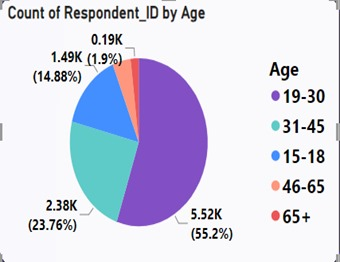 Count of Respondent_ID by Age
0.19K
(1.9%)
1.49K
(14.88%)
2.38K
(23.76%)
5.52K
(55.2%)
Age
19-30
31-45
15-18
46-65
65+